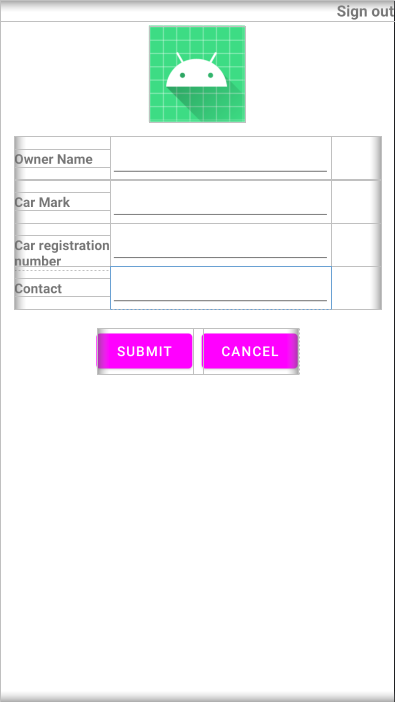 Sign out
Owner Name
Car Mark
Car registration
number
Contact
SUBMIT
CANCEL